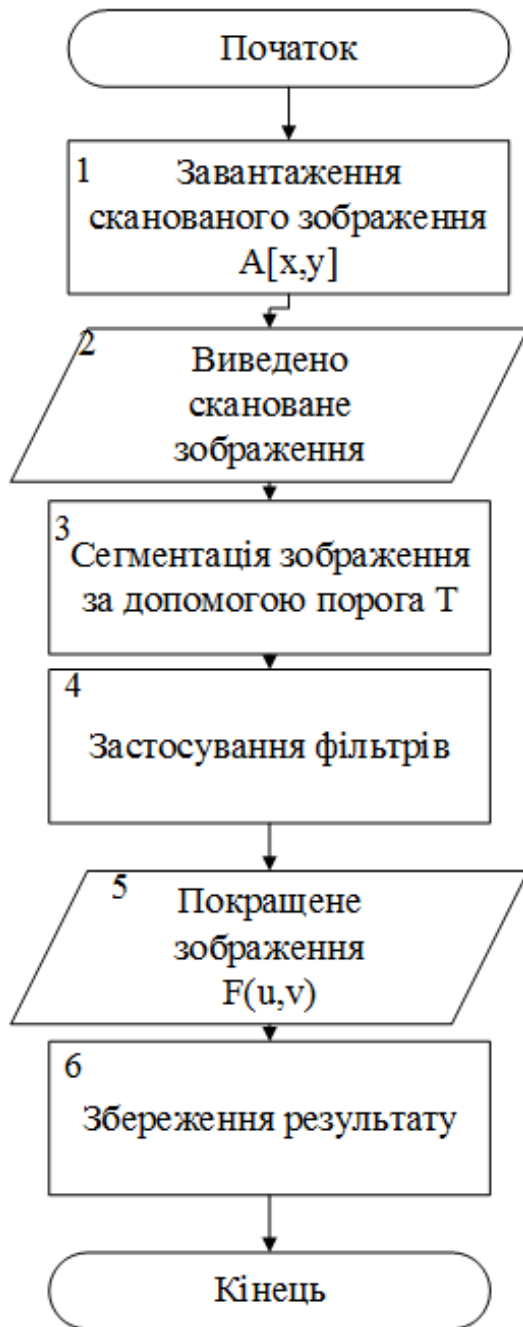 Початок
1
Завантаження
сканованого зображення
A[x,y]
2
Виведено
скановане
зображення
3
Сегментація зображення
за допомогою порога Т
4
Застосування фільтрів
5
Покращене
зображення
F(u,v)
6
Збереження результату
Кінець